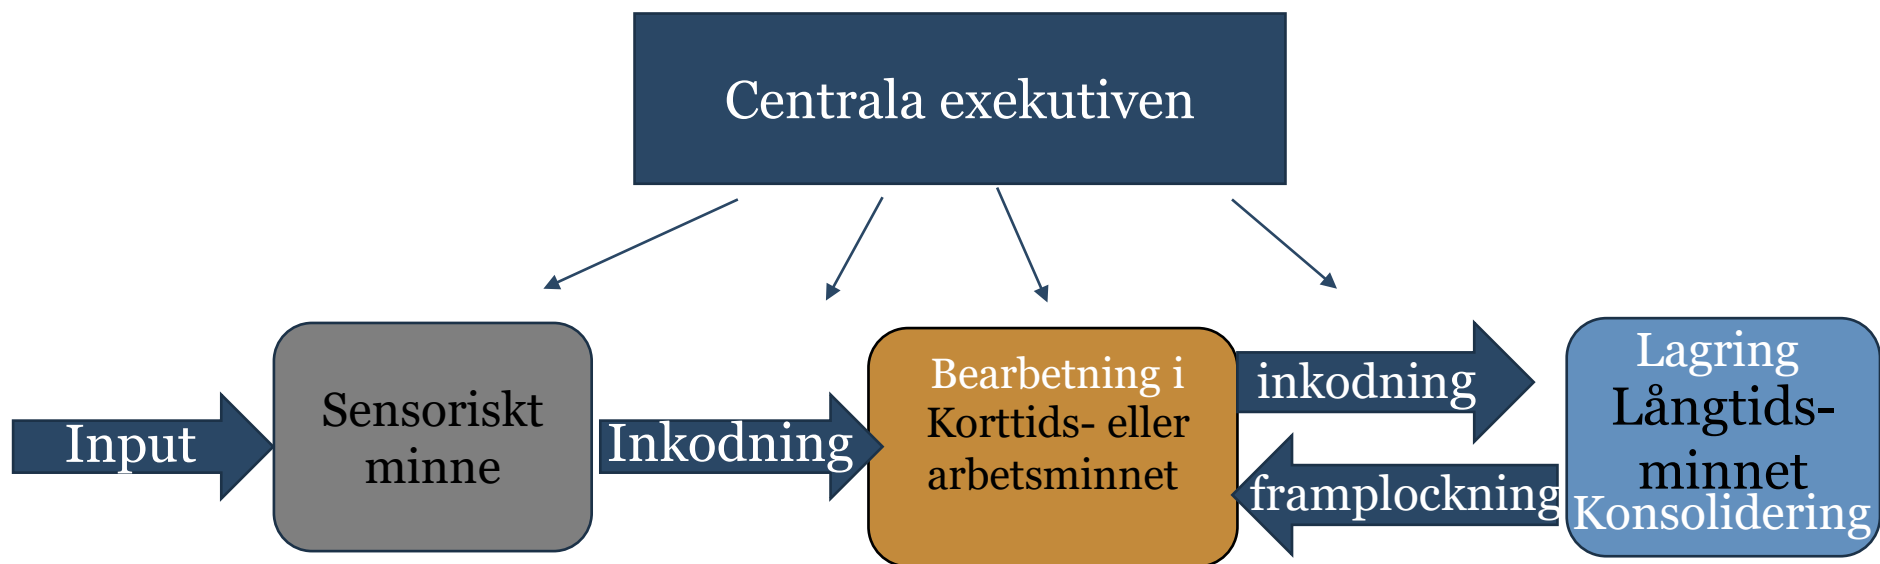 Centrala exekutiven
Input
Sensoriskt
minne
Inkodning
Bearbetning i
Korttids- eller
arbetsminnet
inkodning
framplockning
Lagring
Långtids-
minnet
Konsolidering